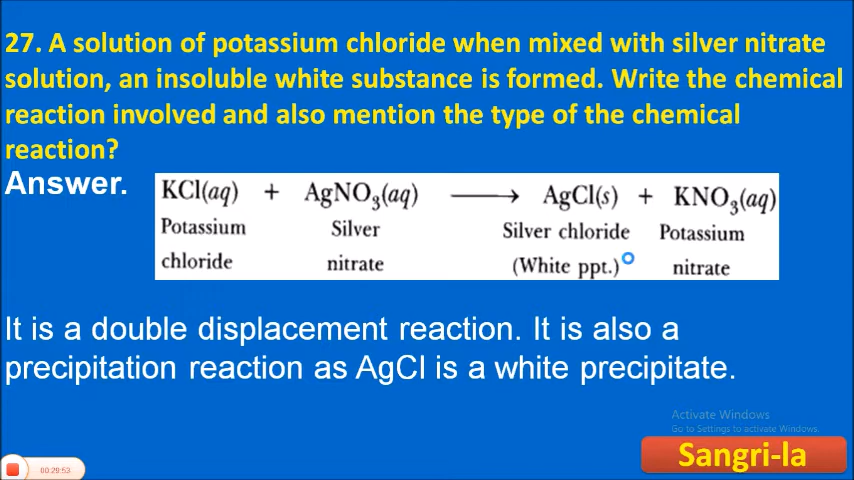 27. A solution of potassium chloride when mixed with silver nitrate
solution, an insoluble white substance is formed. Write the chemical
reaction involved and also mention the type of the chemical
reaction?
Answer.
KCl(aq) + AgNO₃(aq) ⟶ AgCl(s) + KNO₃(aq)
Potassium Silver Silver chloride Potassium
chloride nitrate (White ppt.) nitrate
It is a double displacement reaction. It is also a
precipitation reaction as AgCl is a white precipitate.
Activate Windows
Go to Settings to activate Windows.
Sangri-la
00:29:53